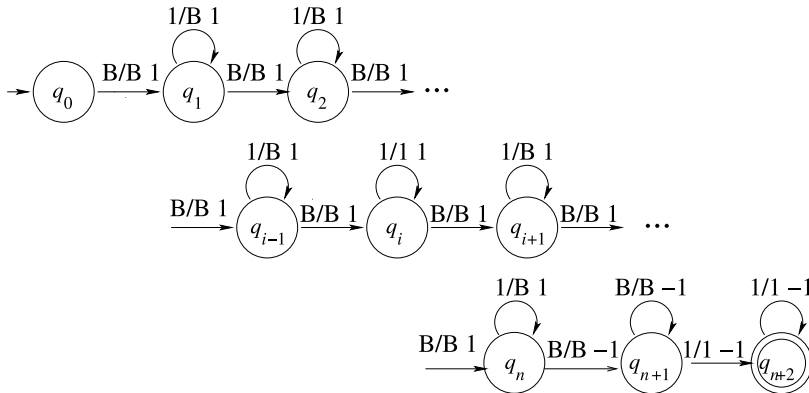 1/B 1 1/B 1
B/B 1 B/B 1 B/B 1
q0 q1 q2 ...
1/B 1 1/1 1 1/B 1
B/B 1 B/B 1 B/B 1 B/B 1
qi−1 qi qi+1 ...
1/B 1 B/B −1 1/1 −1
B/B 1 B/B −1 1/1 −1
qn qn+1 qn+2